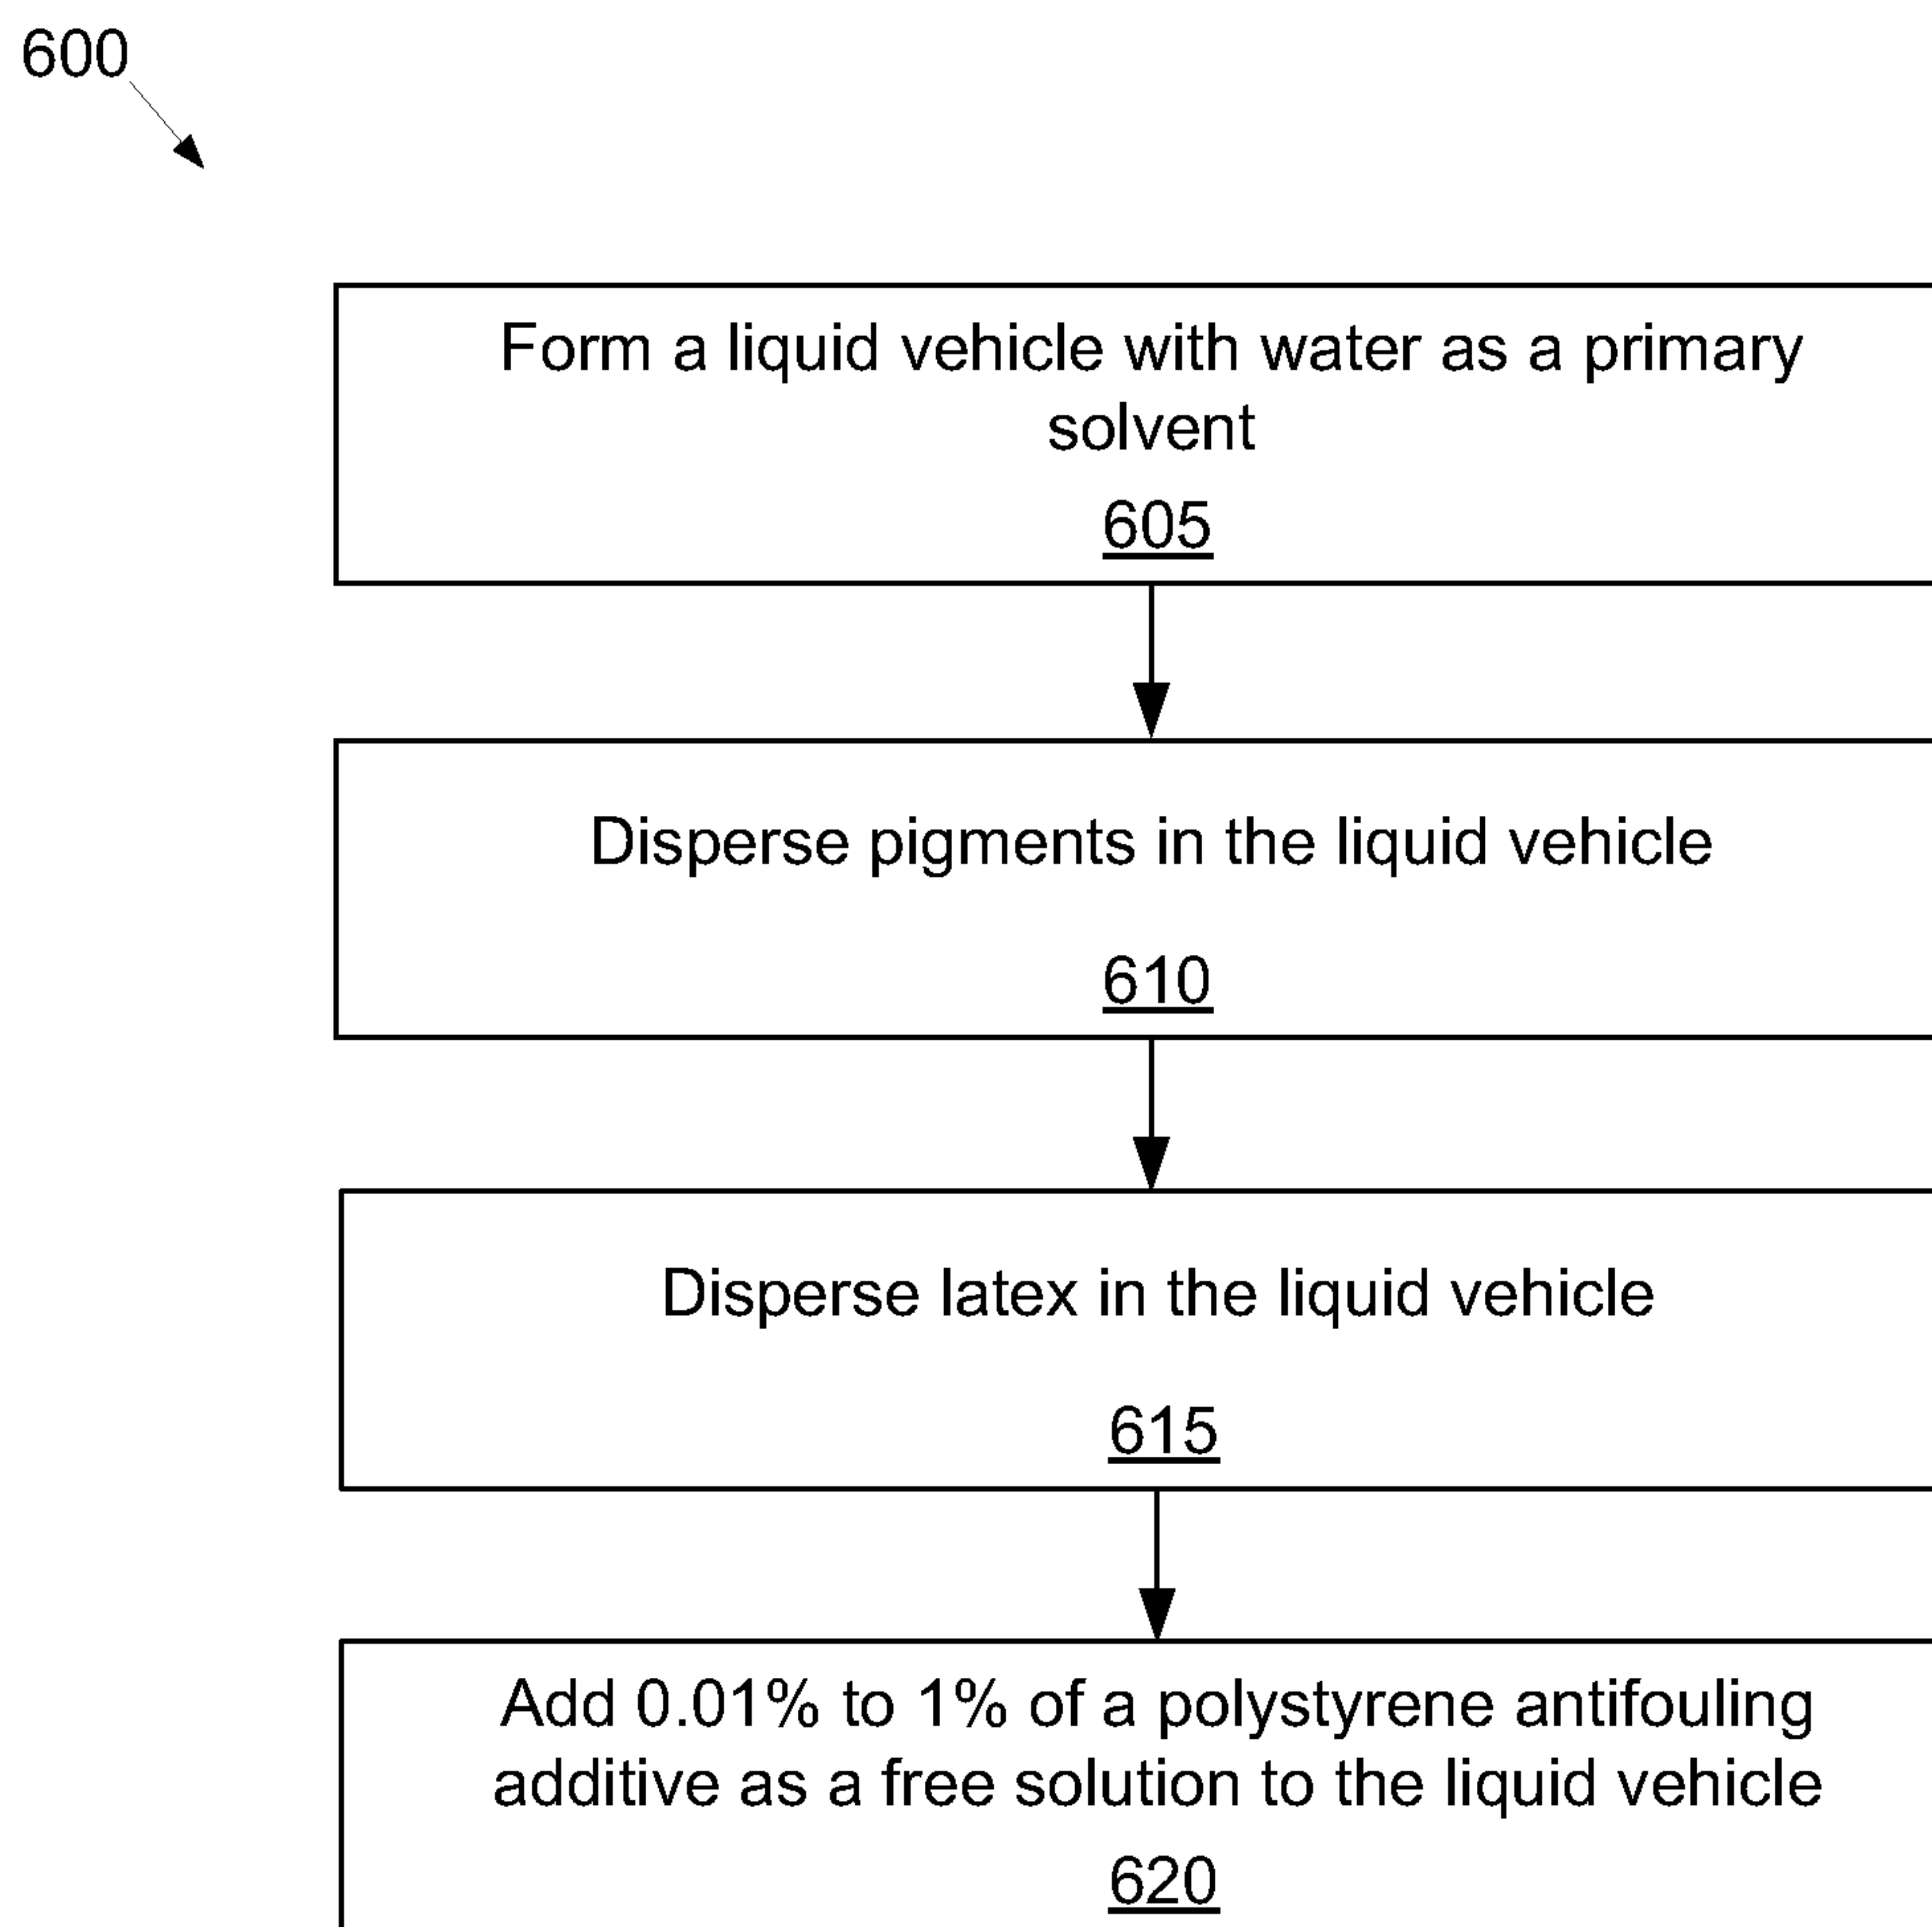 600
Form a liquid vehicle with water as a primary
solvent
605
Disperse pigments in the liquid vehicle
610
Disperse latex in the liquid vehicle
615
Add 0.01% to 1% of a polystyrene antifouling
additive as a free solution to the liquid vehicle
620